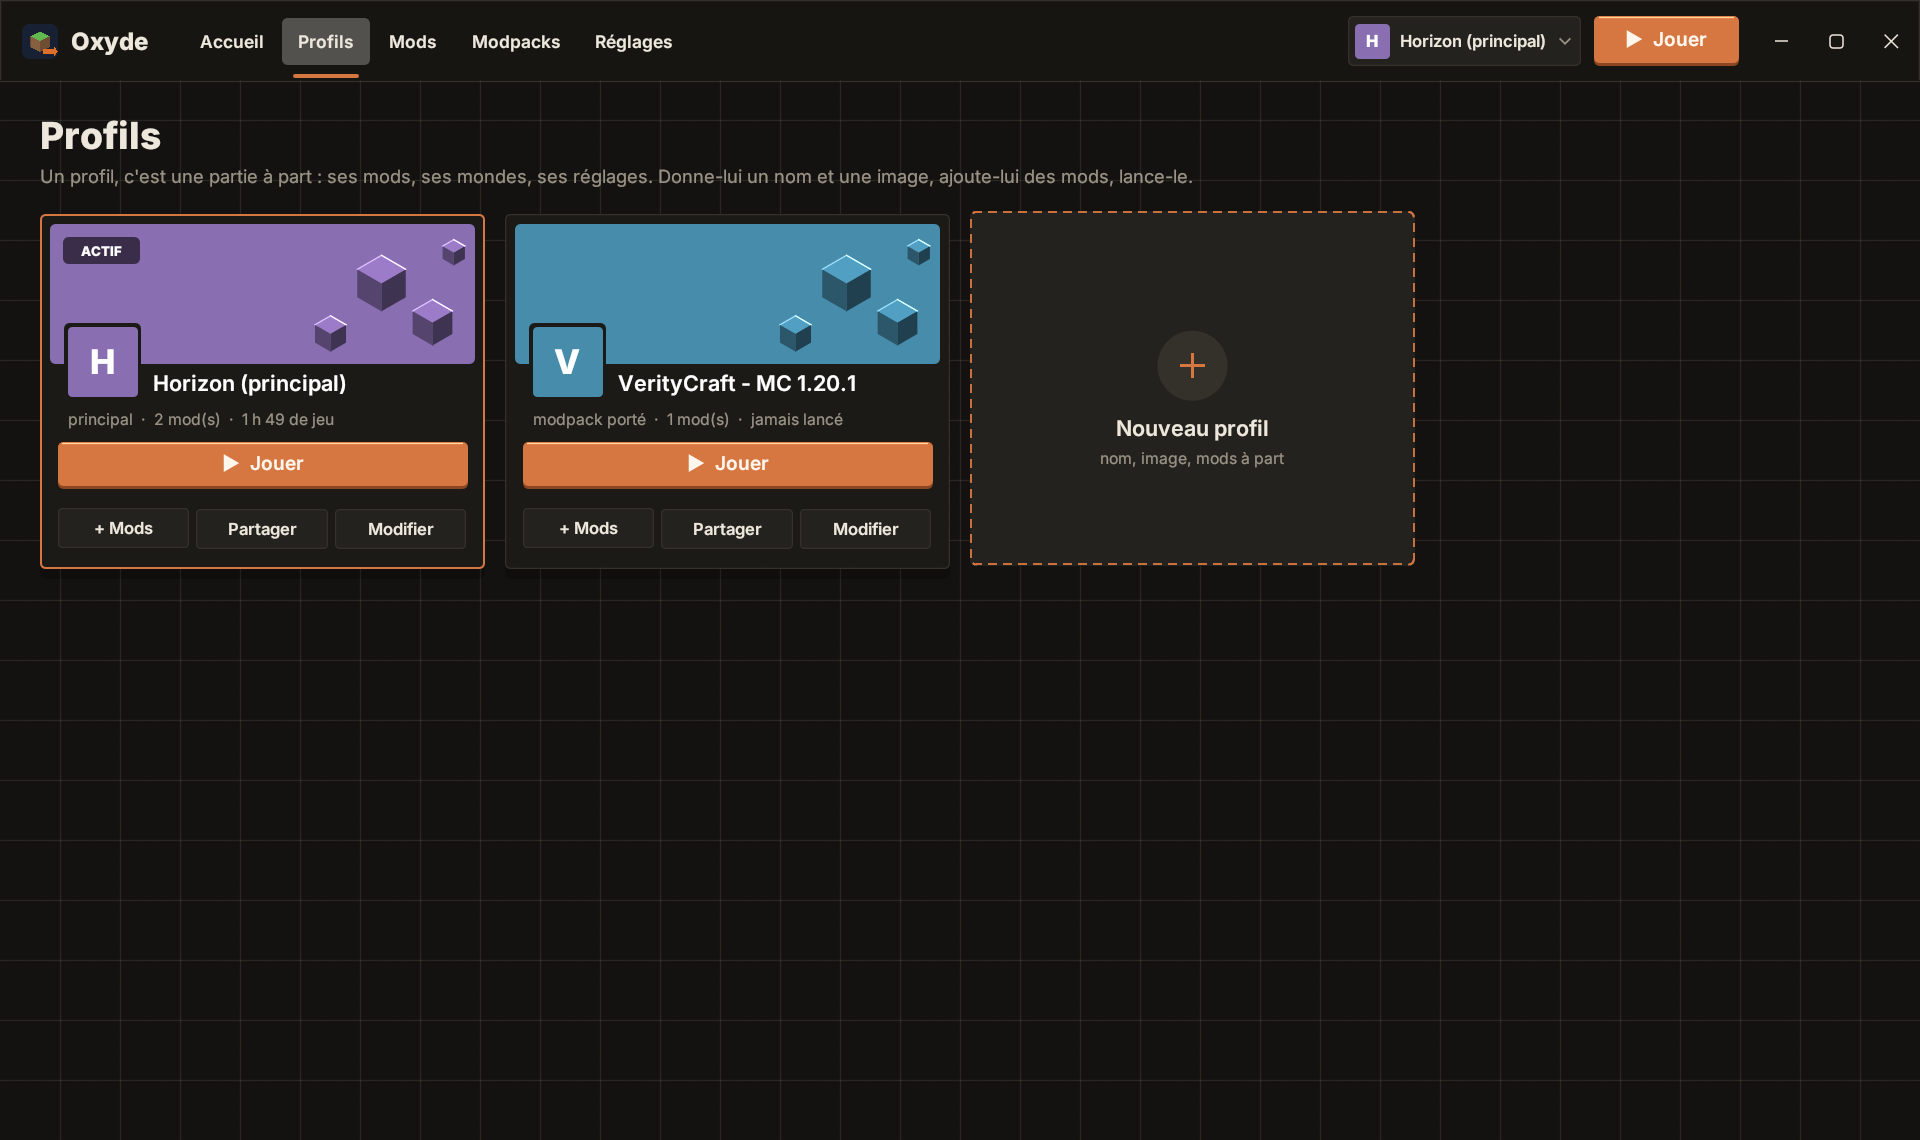 Oxyde
Accueil
Profils
Mods
Modpacks
Réglages
H
Horizon (principal)
Jouer
Profils
Un profil, c'est une partie à part : ses mods, ses mondes, ses réglages. Donne-lui un nom et une image, ajoute-lui des mods, lance-le.
ACTIF
H
Horizon (principal)
principal · 2 mod(s) · 1 h 49 de jeu
Jouer
+ Mods
Partager
Modifier
V
VerityCraft - MC 1.20.1
modpack porté · 1 mod(s) · jamais lancé
Jouer
+ Mods
Partager
Modifier
Nouveau profil
nom, image, mods à part